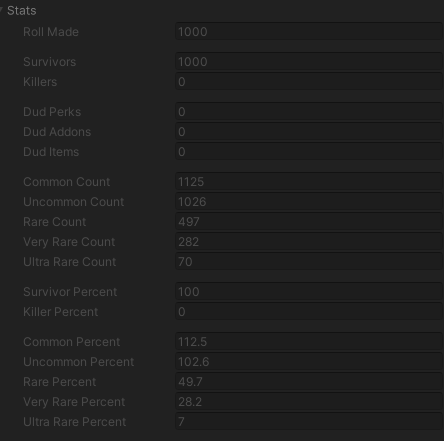 Stats
Roll Made 1000
Survivors 1000
Killers 0
Dud Perks 0
Dud Addons 0
Dud Items 0
Common Count 1125
Uncommon Count 1026
Rare Count 497
Very Rare Count 282
Ultra Rare Count 70
Survivor Percent 100
Killer Percent 0
Common Percent 112.5
Uncommon Percent 102.6
Rare Percent 49.7
Very Rare Percent 28.2
Ultra Rare Percent 7